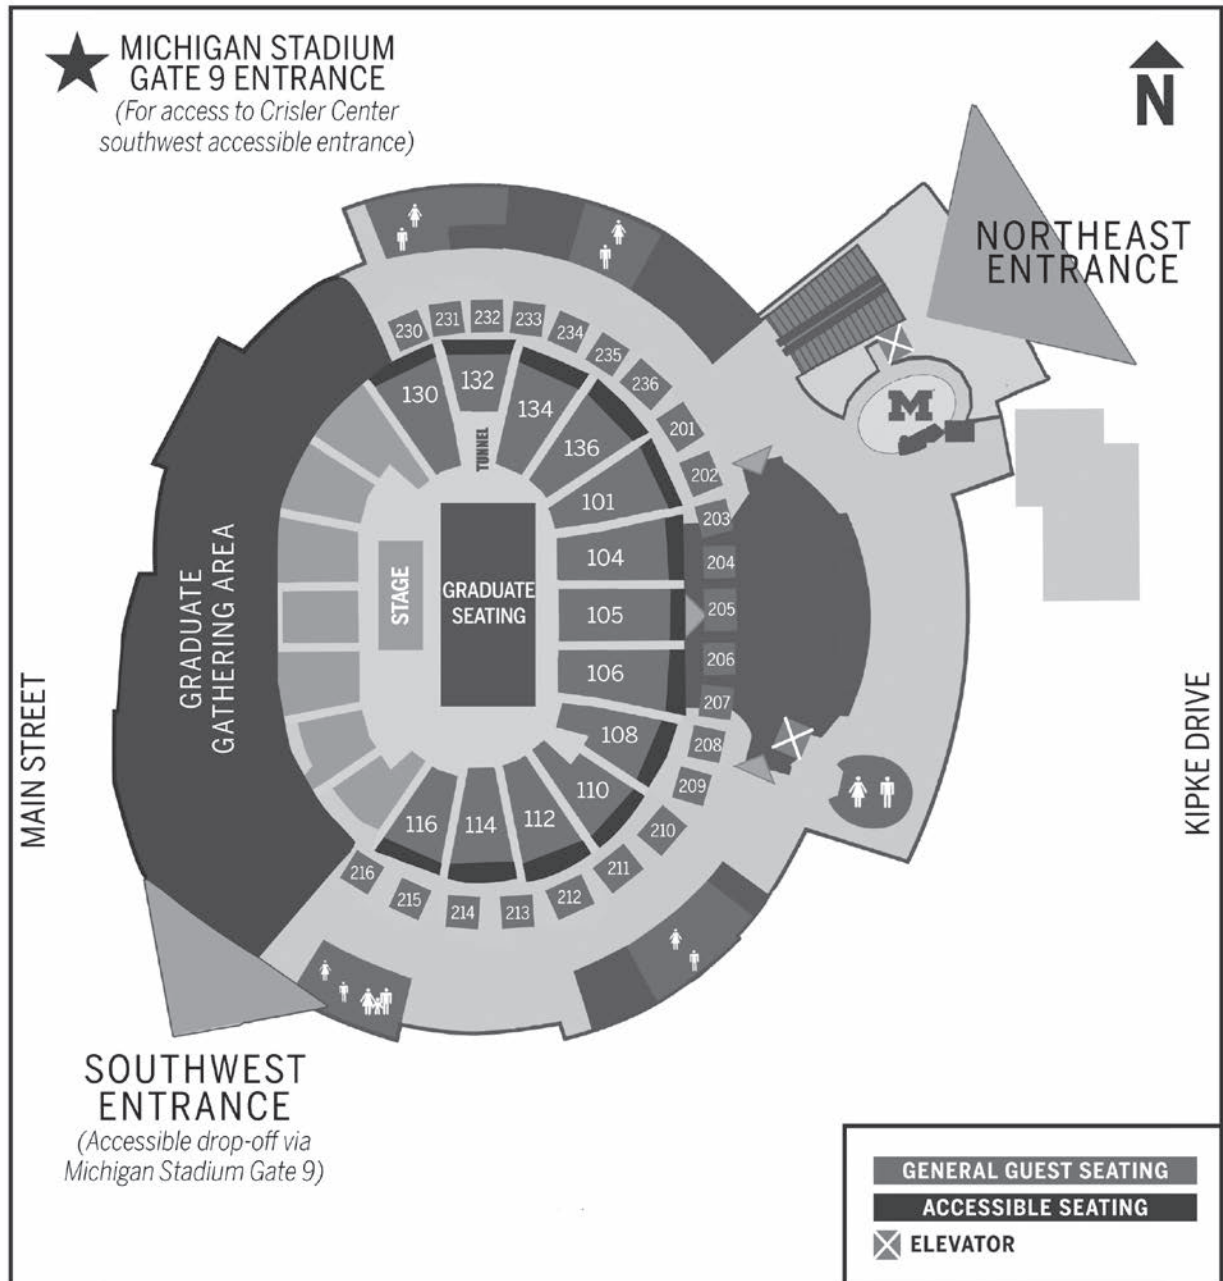 MICHIGAN STADIUM
GATE 9 ENTRANCE
(For access to Crisler Center
southwest accessible entrance)
N
NORTHEAST
ENTRANCE
M
230
231
232
233
234
235
236
201
202
203
204
205
206
207
208
209
210
211
212
213
214
215
216
130
132
134
136
101
104
105
106
108
110
112
114
116
TUNNEL
STAGE
GRADUATE
SEATING
GRADUATE
GATHERING AREA
MAIN STREET
KIPKE DRIVE
SOUTHWEST
ENTRANCE
(Accessible drop-off via
Michigan Stadium Gate 9)
GENERAL GUEST SEATING
ACCESSIBLE SEATING
ELEVATOR